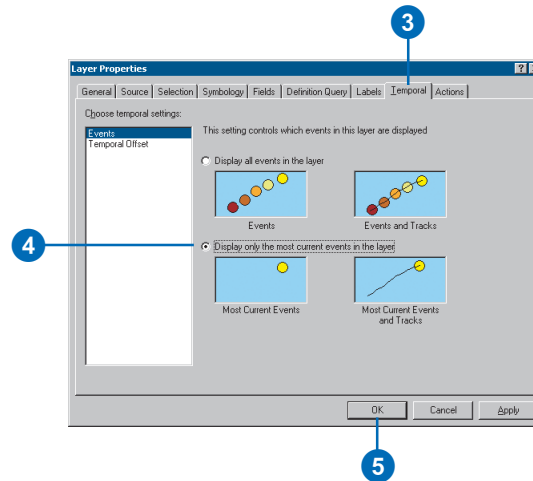 3
Layer Properties
General Source Selection Symbology Fields Definition Query Labels Temporal Actions
Choose temporal settings:
Events
Temporal Offset
This setting controls which events in this layer are displayed
Display all events in the layer
Events
Events and Tracks
4
Display only the most current events in the layer
Most Current Events
Most Current Events
and Tracks
OK Cancel Apply
5